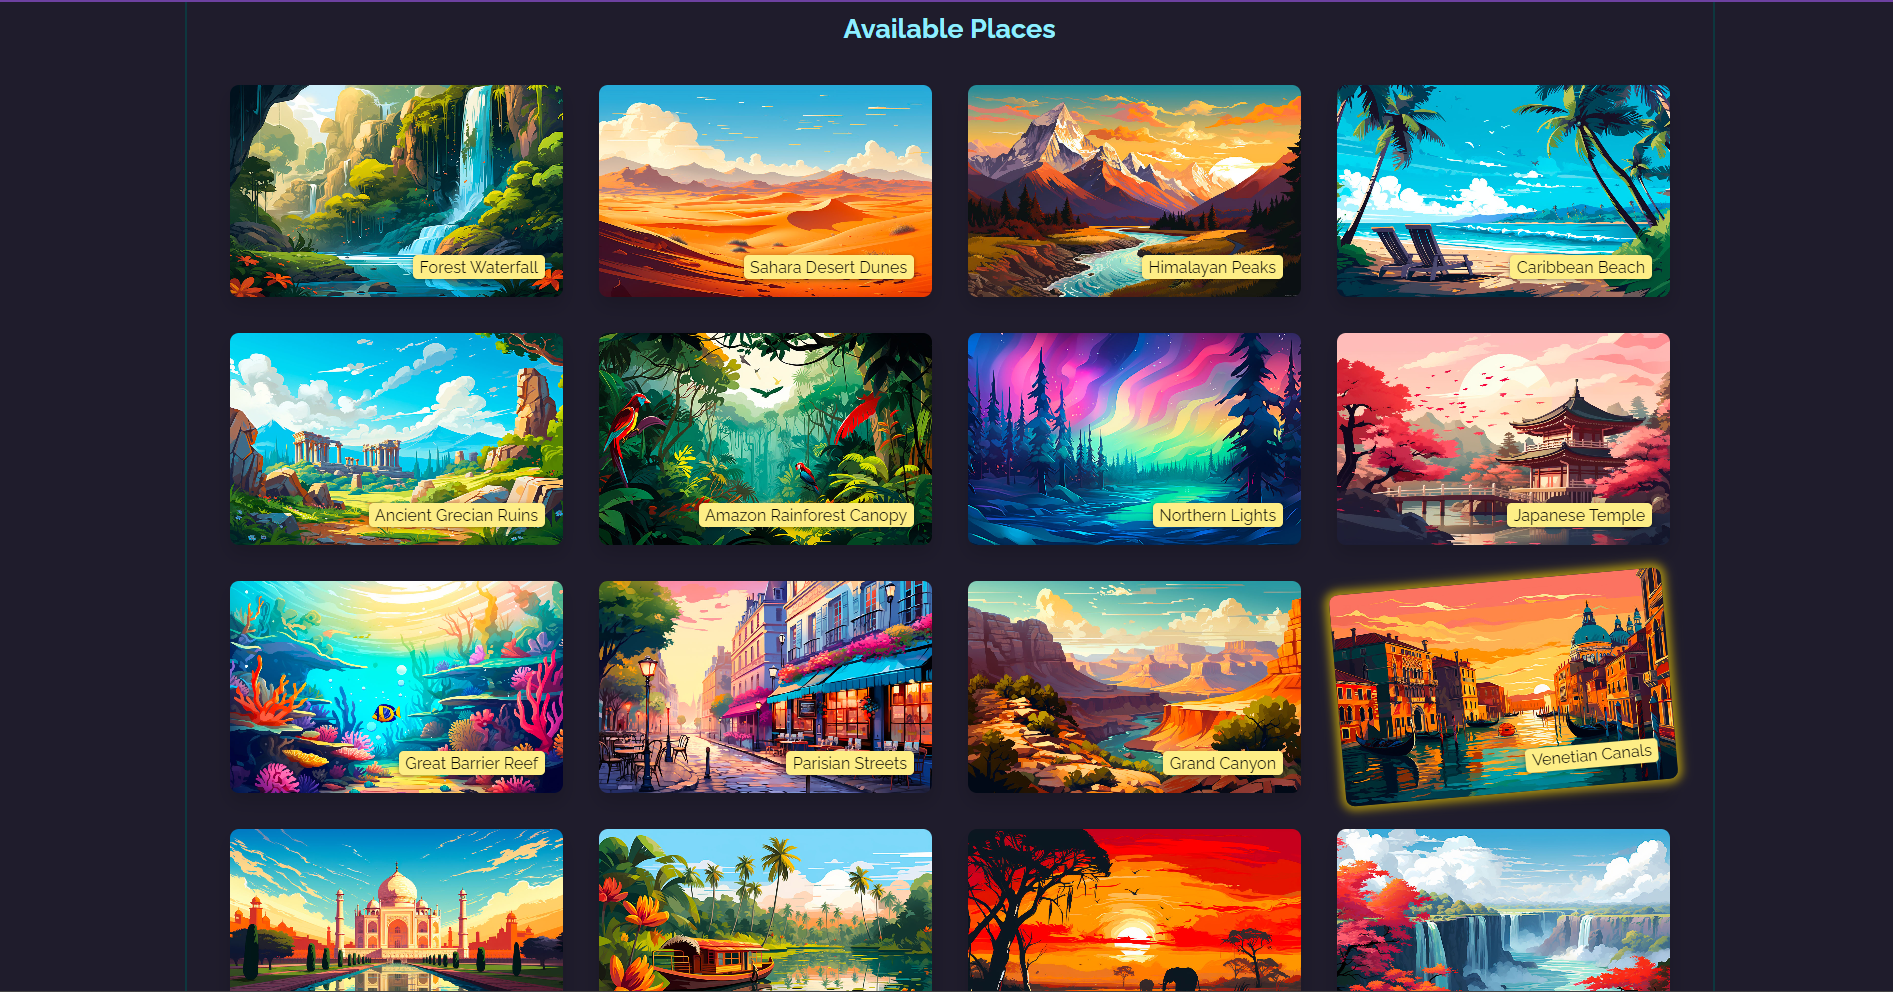 Available Places
Forest Waterfall
Sahara Desert Dunes
Himalayan Peaks
Caribbean Beach
Ancient Grecian Ruins
Amazon Rainforest Canopy
Northern Lights
Japanese Temple
Great Barrier Reef
Parisian Streets
Grand Canyon
Venetian Canals